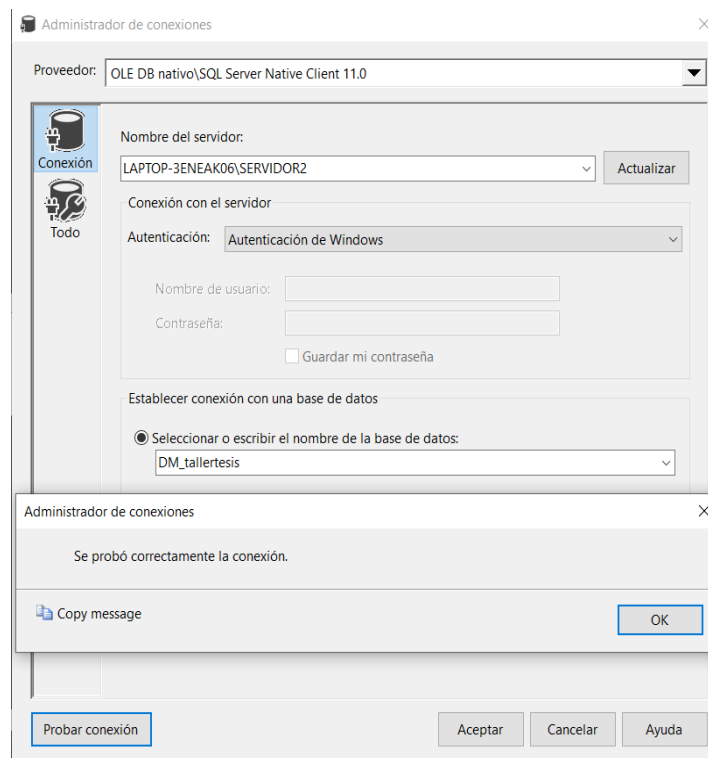 Administrador de conexiones
Proveedor: OLE DB nativo\SQL Server Native Client 11.0
Conexión
Todo
Nombre del servidor:
LAPTOP-3ENEAK06\SERVIDOR2 Actualizar
Conexión con el servidor
Autenticación: Autenticación de Windows
Nombre de usuario:
Contraseña:
Guardar mi contraseña
Establecer conexión con una base de datos
Seleccionar o escribir el nombre de la base de datos:
DM_tallertesis
Administrador de conexiones
Se probó correctamente la conexión.
Copy message
OK
Probar conexión Aceptar Cancelar Ayuda